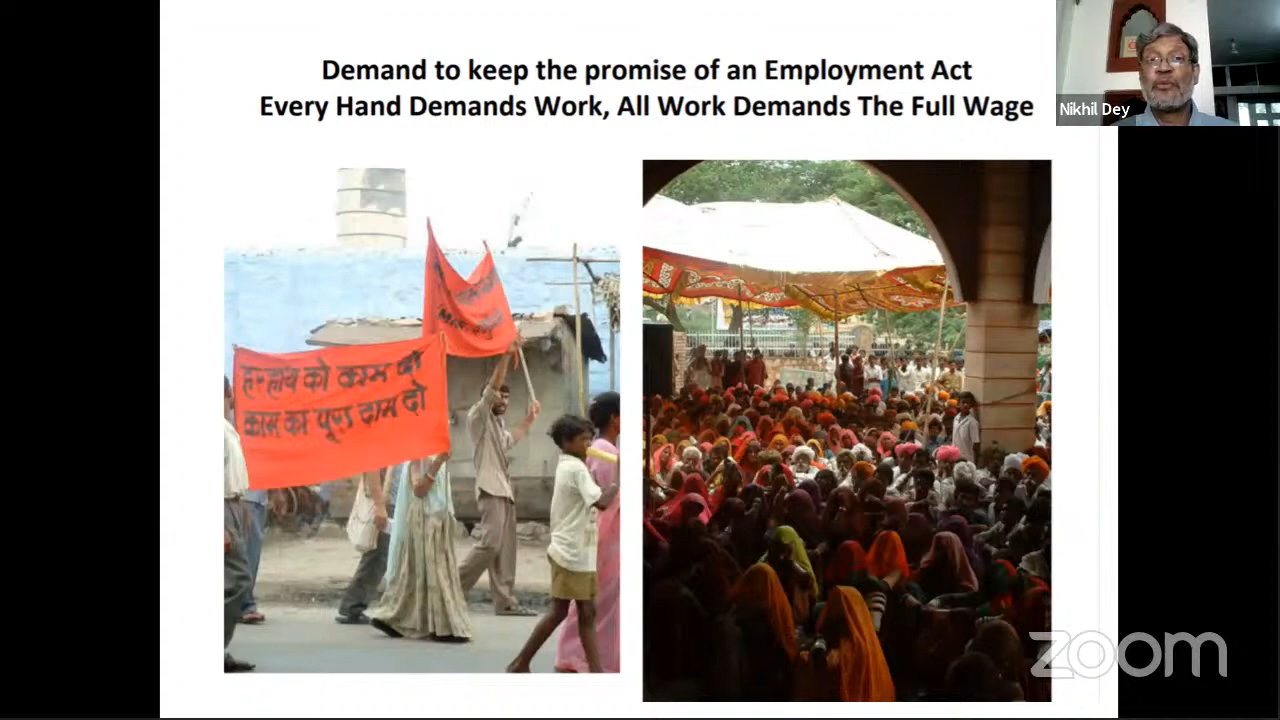 Demand to keep the promise of an Employment Act
Every Hand Demands Work, All Work Demands The Full Wage
Nikhil Dey
हर हाथ को काम दो
काम का पूरा दाम दो
zoom